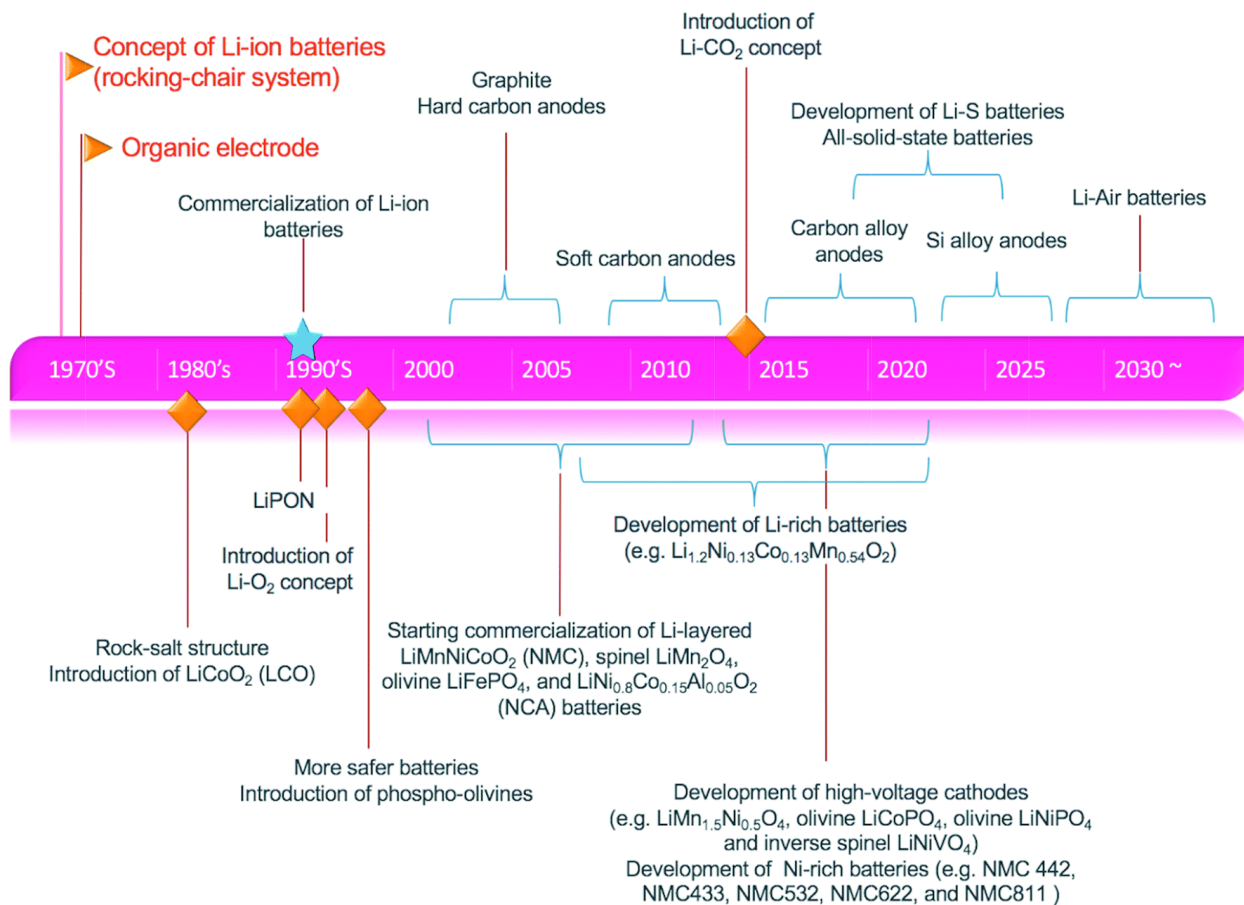 Concept of Li-ion batteries
(rocking-chair system)
Organic electrode
Commercialization of Li-ion
batteries
Graphite
Hard carbon anodes
Soft carbon anodes
Introduction of
Li-CO₂ concept
Development of Li-S batteries
All-solid-state batteries
Carbon alloy
anodes
Si alloy anodes
Li-Air batteries
1970'S
1980's
1990'S
2000
2005
2010
2015
2020
2025
2030 ~
LiPON
Introduction of
Li-O₂ concept
Rock-salt structure
Introduction of LiCoO₂ (LCO)
More safer batteries
Introduction of phospho-olivines
Starting commercialization of Li-layered
LiMnNiCoO₂ (NMC), spinel LiMn₂O₄,
olivine LiFePO₄, and LiNi₀.₈Co₀.₁₅Al₀.₀₅O₂
(NCA) batteries
Development of Li-rich batteries
(e.g. Li₁.₂Ni₀.₁₃Co₀.₁₃Mn₀.₅₄O₂)
Development of high-voltage cathodes
(e.g. LiMn₁.₅Ni₀.₅O₄, olivine LiCoPO₄, olivine LiNiPO₄
and inverse spinel LiNiVO₄)
Development of Ni-rich batteries (e.g. NMC 442,
NMC433, NMC532, NMC622, and NMC811 )